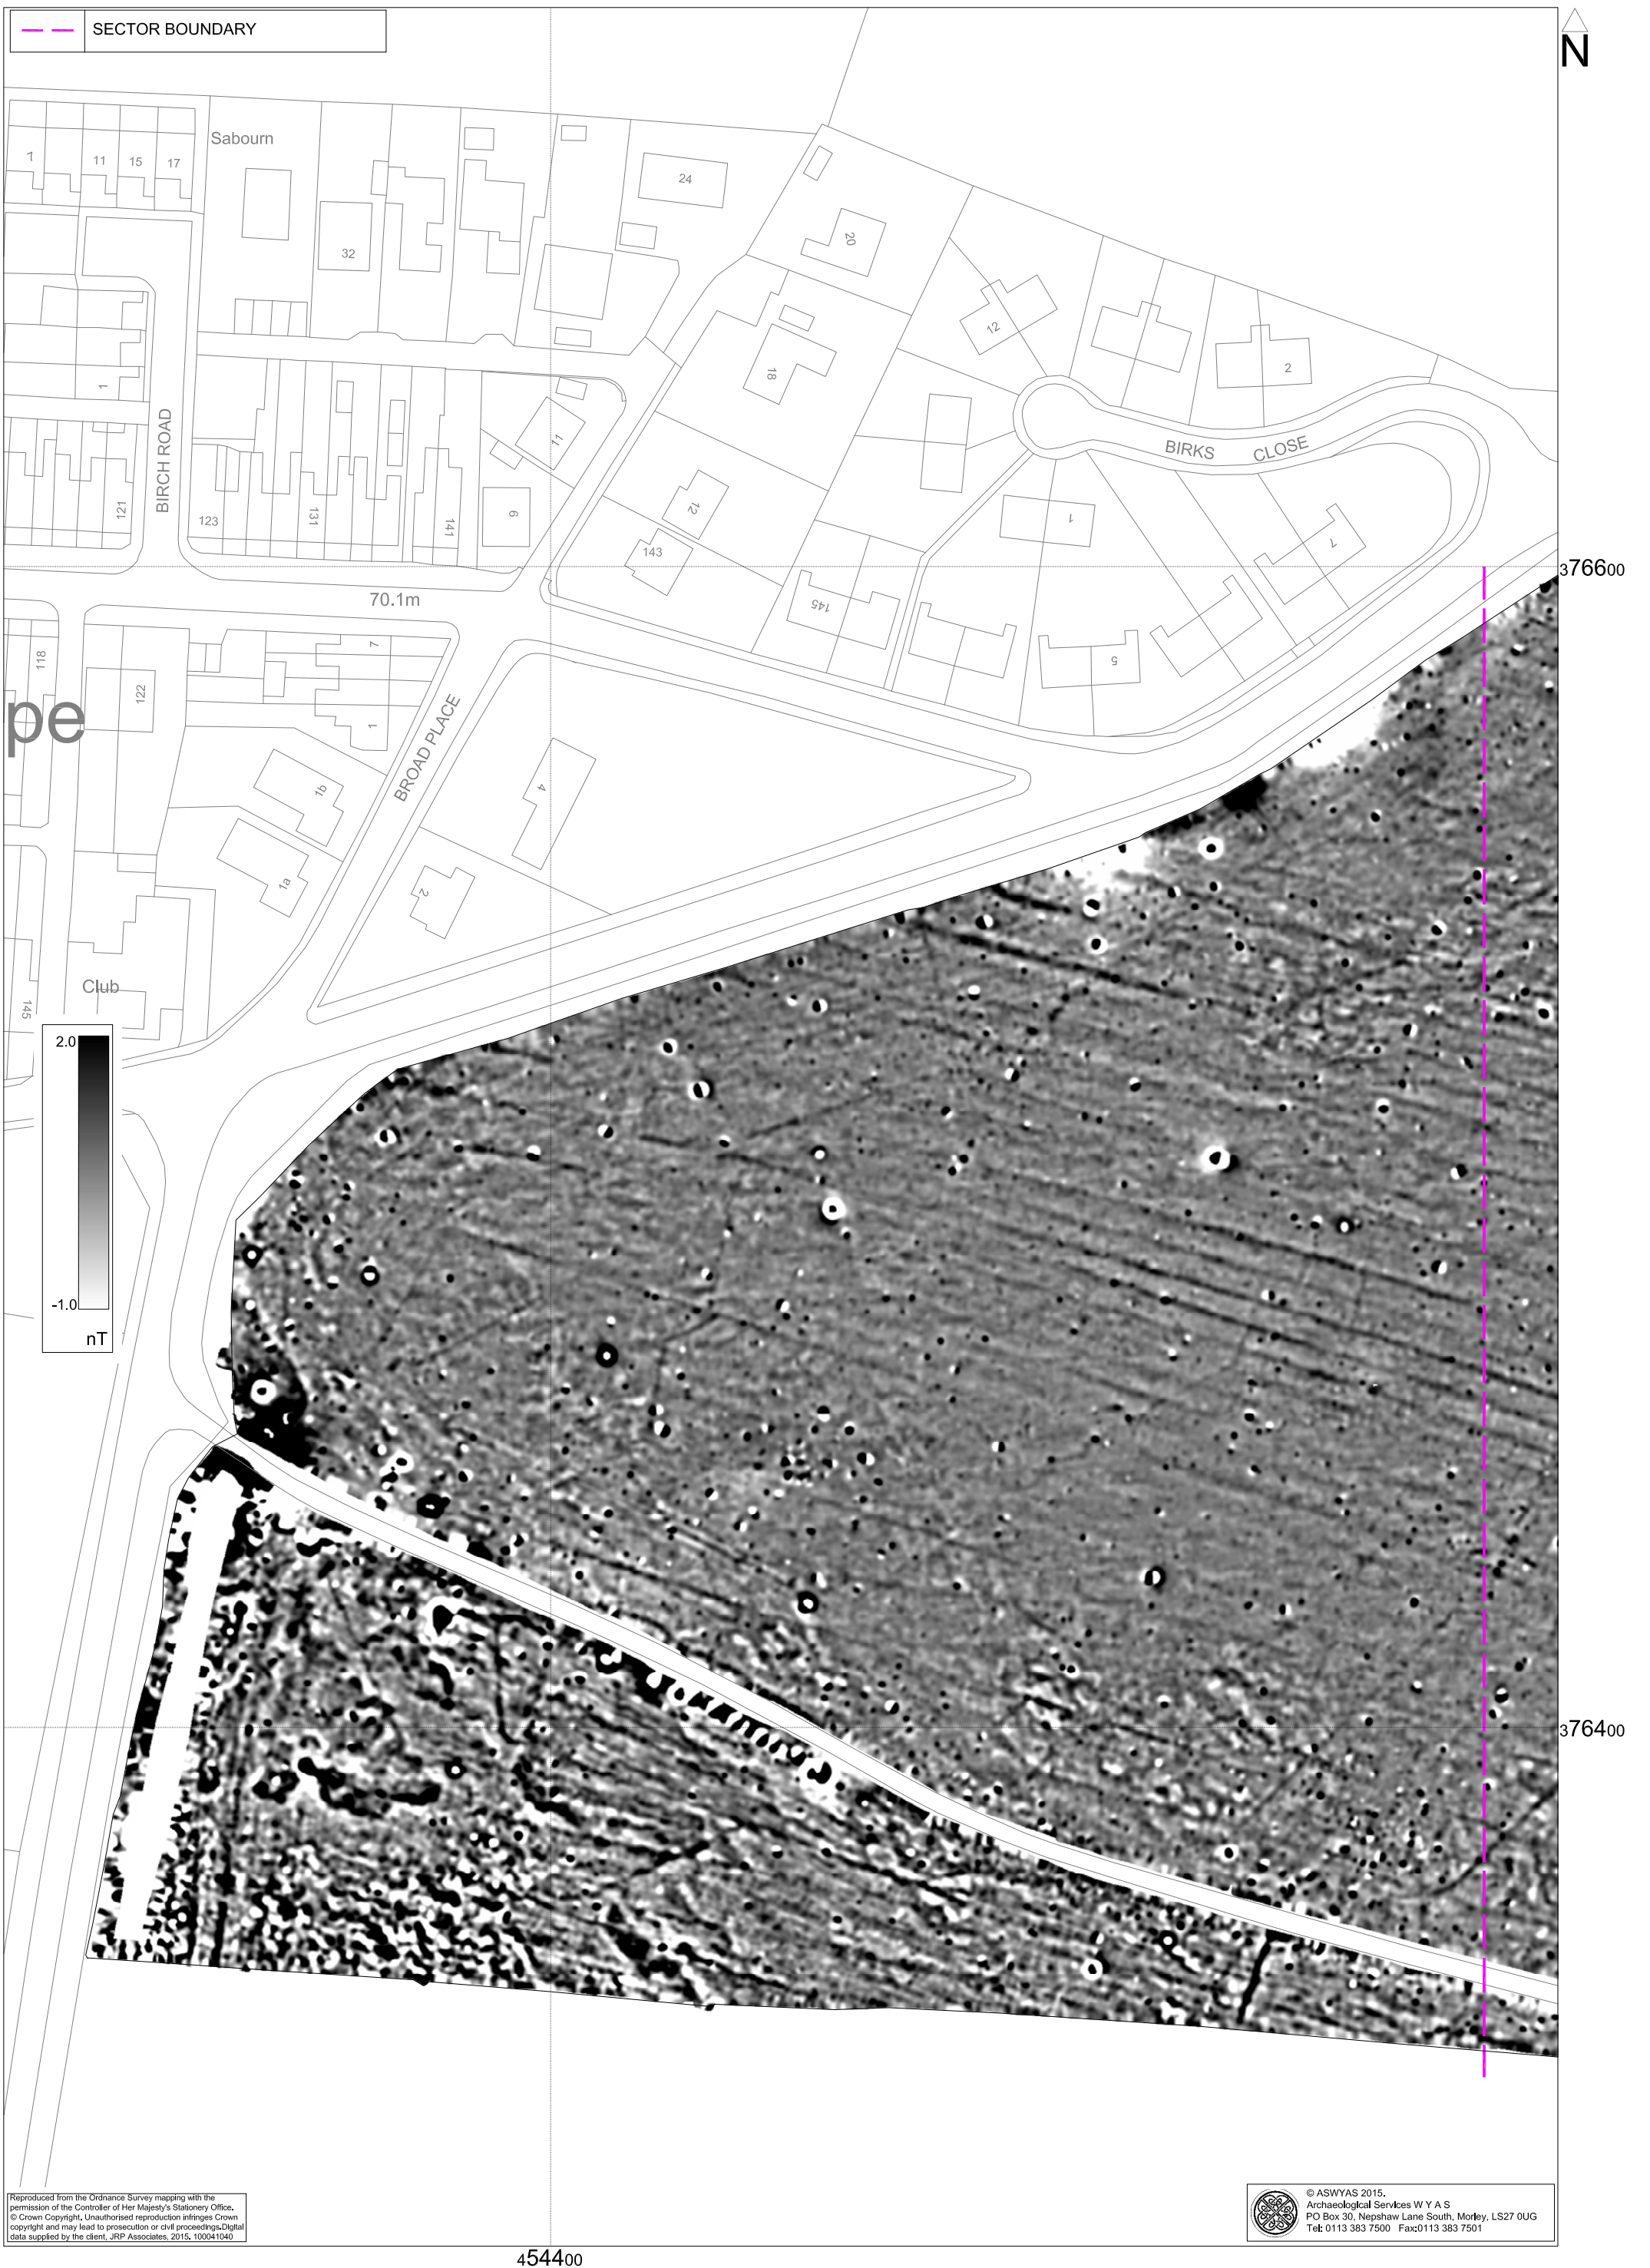 SECTOR BOUNDARY
N
Sabourn
7
11
15
17
24
32
20
12
18
2
1
11
BIRCH ROAD
BIRKS CLOSE
121
123
131
141
9
12
143
1
7
376600
70.1m
145
118
122
7
1
5
pe
BROAD PLACE
1b
4
1a
2
Club
145
2.0
-1.0
nT
376400
Reproduced from the Ordnance Survey mapping with the
permission of the Controller of Her Majesty's Stationery Office.
© Crown Copyright. Unauthorised reproduction infringes Crown
copyright and may lead to prosecution or civil proceedings.Digital
data supplied by the client, JRP Associates, 2015. 100041040
© ASWYAS 2015.
Archaeological Services W Y A S
PO Box 30, Nepshaw Lane South, Morley, LS27 0UG
Tel: 0113 383 7500 Fax:0113 383 7501
454400